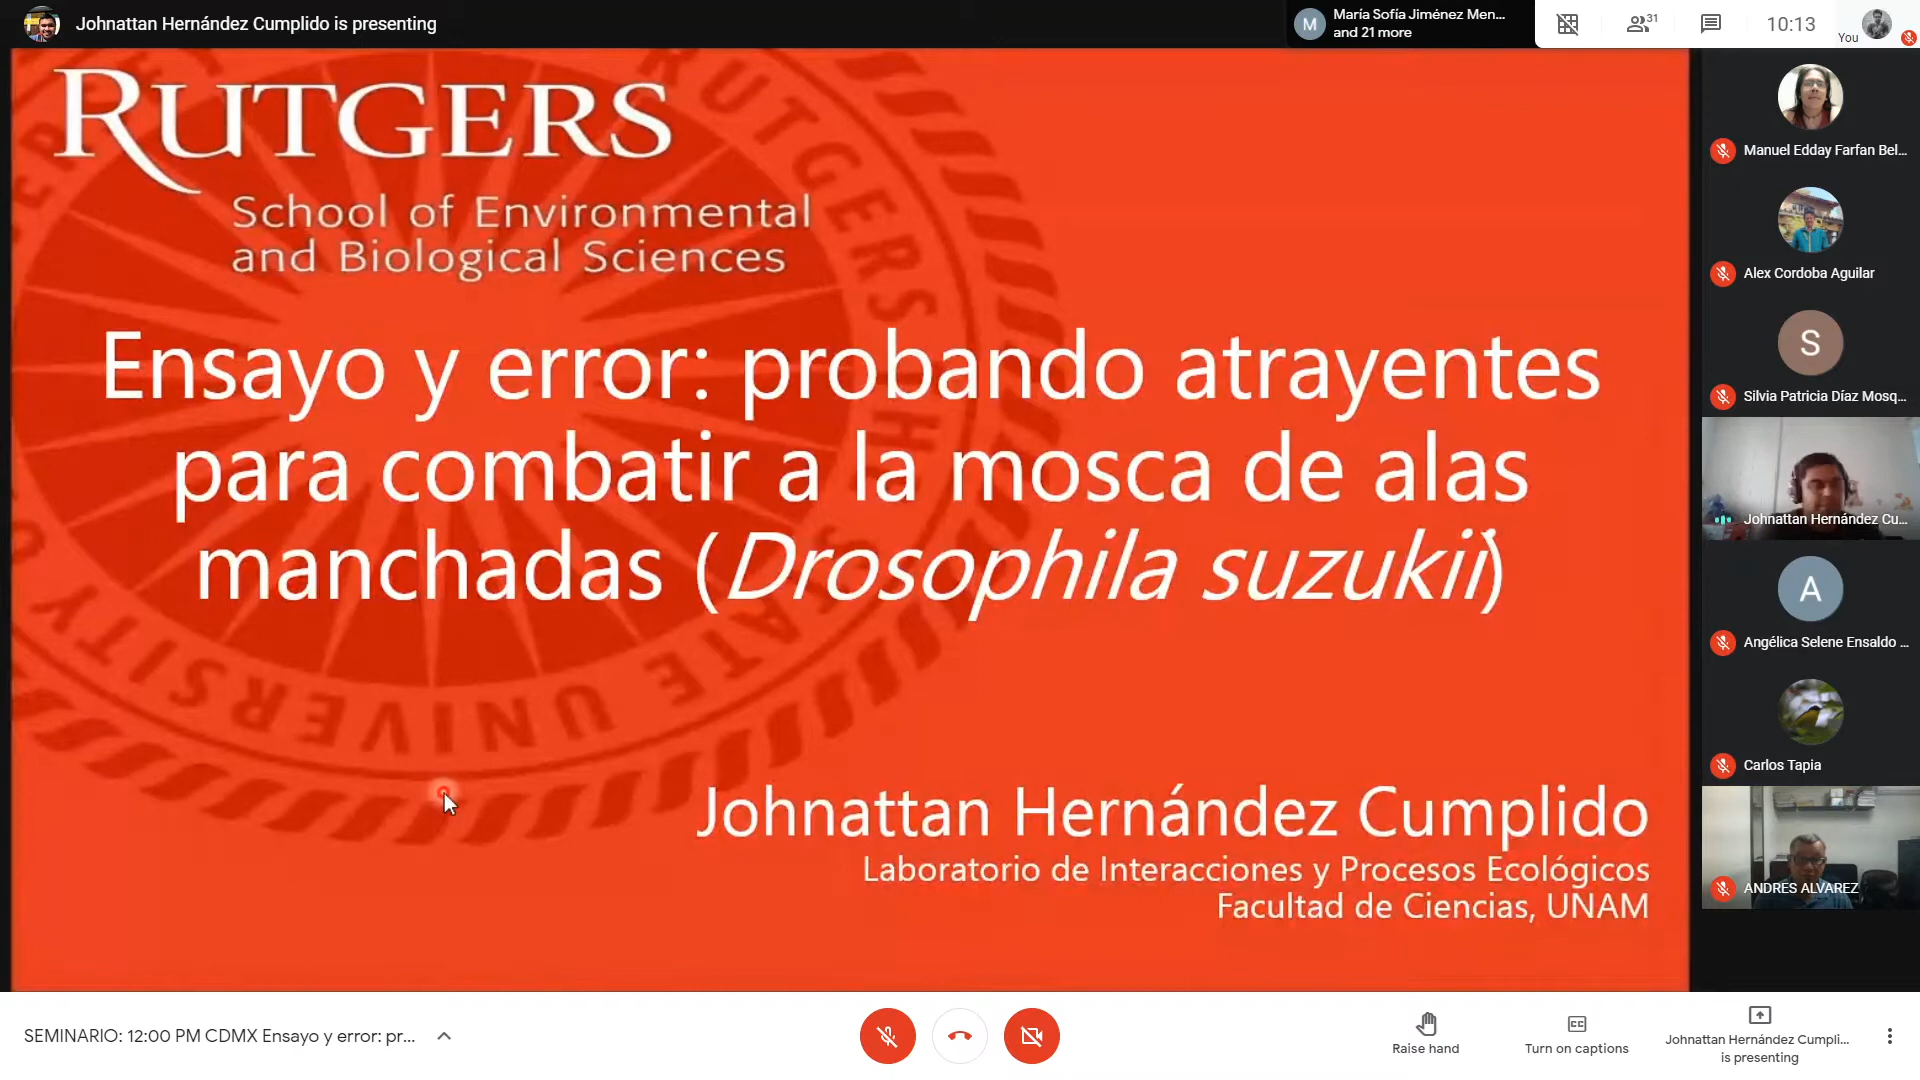 Johnattan Hernández Cumplido is presenting
M
María Sofía Jiménez Men...
and 21 more
31
10:13
You
RUTGERS
School of Environmental
and Biological Sciences
Ensayo y error: probando atrayentes
para combatir a la mosca de alas
manchadas (Drosophila suzukii)
Johnattan Hernández Cumplido
Laboratorio de Interacciones y Procesos Ecológicos
Facultad de Ciencias, UNAM
RUTGERS
STATE UNIVERSITY O
Manuel Edday Farfan Bel...
Alex Cordoba Aguilar
S
Silvia Patricia Díaz Mosq...
Johnattan Hernández Cu...
A
Angélica Selene Ensaldo ...
Carlos Tapia
ANDRES ALVAREZ
SEMINARIO: 12:00 PM CDMX Ensayo y error: pr...
Raise hand
CC
Turn on captions
Johnattan Hernández Cumpli...
is presenting